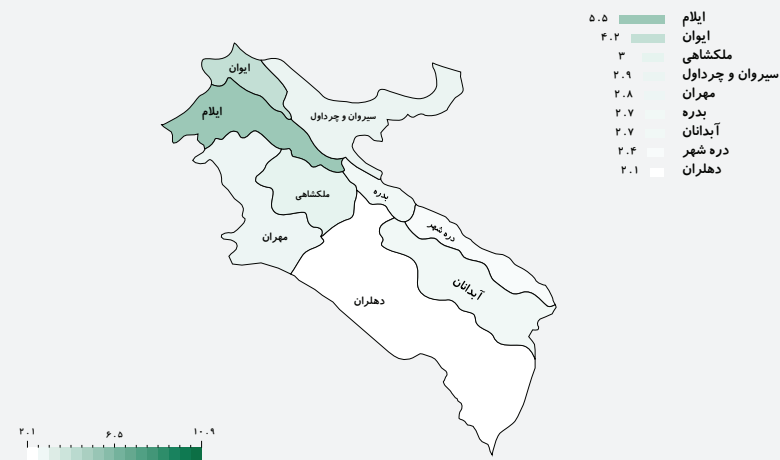 ایلام ۵.۵
ایوان ۴.۲
ملکشاهی ۳
سیروان و چرداول ۲.۹
مهران ۲.۸
بدره ۲.۷
آبدانان ۲.۷
دره شهر ۲.۴
دهلران ۲.۱
ایوان
ایلام
سیروان و چرداول
ملکشاهی
بدره
مهران
دره شهر
آبدانان
دهلران
۲.۱ ۶.۵ ۱۰.۹